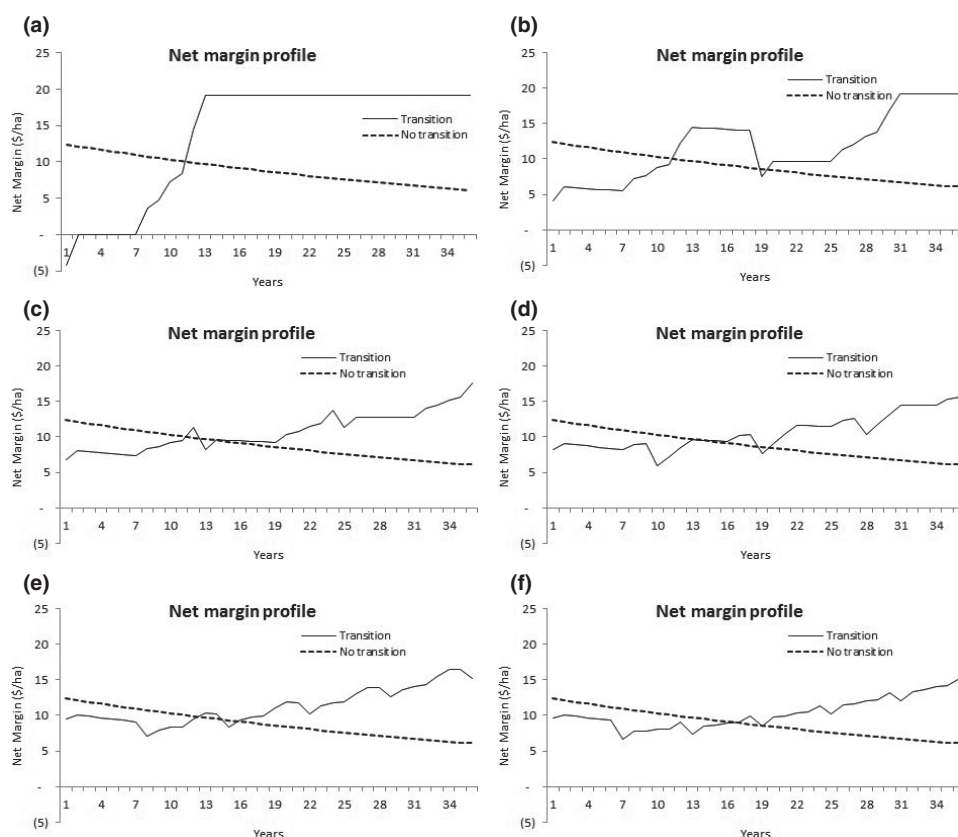 (a)
Net margin profile
Net Margin ($/ha)
25
20
15
10
5
-
(5)
1 4 7 10 13 16 19 22 25 28 31 34
Years
Transition
No transition
(b)
Net margin profile
Net Margin ($/ha)
25
20
15
10
5
-
(5)
1 4 7 10 13 16 19 22 25 28 31 34
Years
Transition
No transition
(c)
Net margin profile
Net Margin ($/ha)
25
20
15
10
5
-
(5)
1 4 7 10 13 16 19 22 25 28 31 34
Years
Transition
No transition
(d)
Net margin profile
Net Margin ($/ha)
25
20
15
10
5
-
(5)
1 4 7 10 13 16 19 22 25 28 31 34
Years
Transition
No transition
(e)
Net margin profile
Net Margin ($/ha)
25
20
15
10
5
-
(5)
1 4 7 10 13 16 19 22 25 28 31 34
Years
Transition
No transition
(f)
Net margin profile
Net Margin ($/ha)
25
20
15
10
5
-
(5)
1 4 7 10 13 16 19 22 25 28 31 34
Years
Transition
No transition